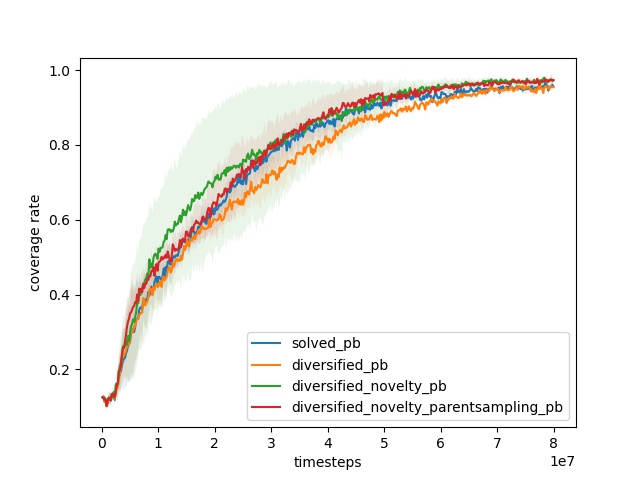 1.0
0.8
0.6
0.4
0.2
coverage rate
solved_pb
diversified_pb
diversified_novelty_pb
diversified_novelty_parentsampling_pb
0 1 2 3 4 5 6 7 8
timesteps
1e7